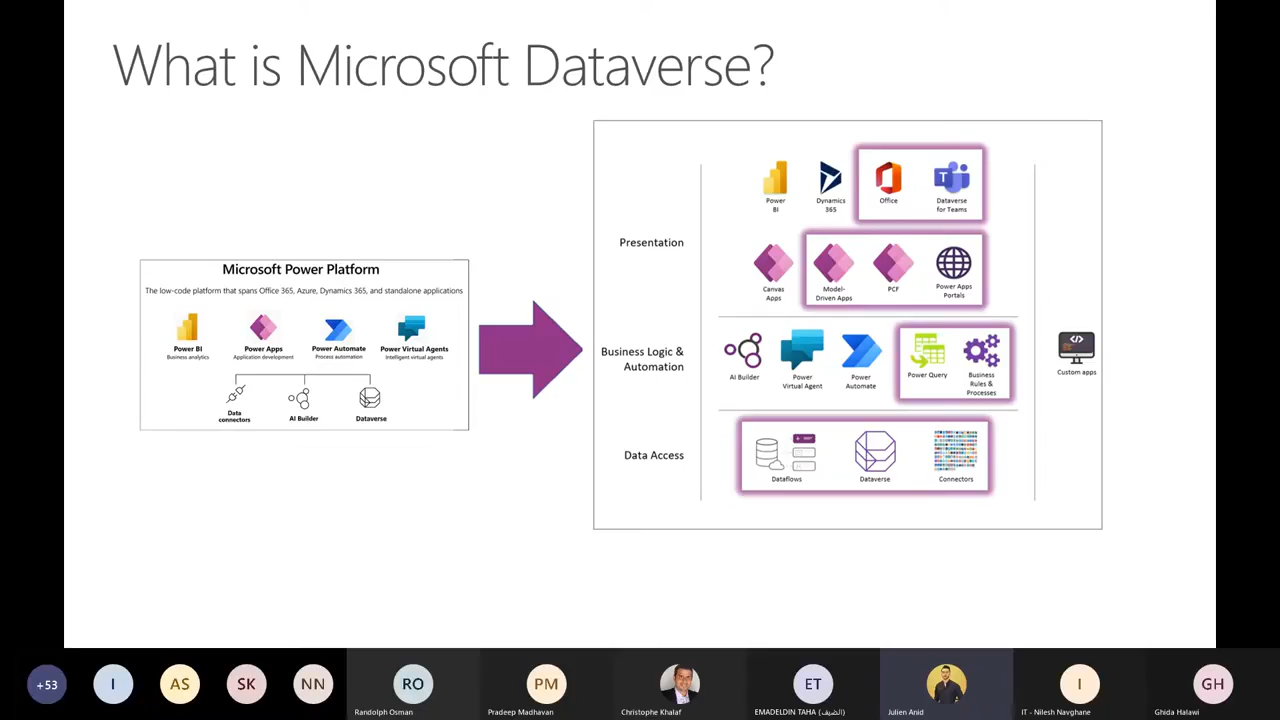 What is Microsoft Dataverse?
Microsoft Power Platform
The low-code platform that spans Office 365, Azure, Dynamics 365, and standalone applications
Power BI
Business analytics
Power Apps
Application development
Power Automate
Process automation
Power Virtual Agents
Intelligent virtual agents
Data
connectors
AI Builder
Dataverse
Presentation
Power
BI
Dynamics
365
Office
Dataverse
for Teams
Canvas
Apps
Model-
Driven Apps
PCF
Power Apps
Portals
Business Logic &
Automation
AI Builder
Power
Virtual Agent
Power
Automate
Power Query
Business
Rules &
Processes
Custom apps
Data Access
Dataflows
Dataverse
Connectors
+53
I
AS
SK
NN
RO
Randolph Osman
PM
Pradeep Madhavan
Christophe Khalaf
ET
EMADELDIN TAHA (الضيف)
Julien Anid
I
IT - Nilesh Navghane
GH
Ghida Halawi